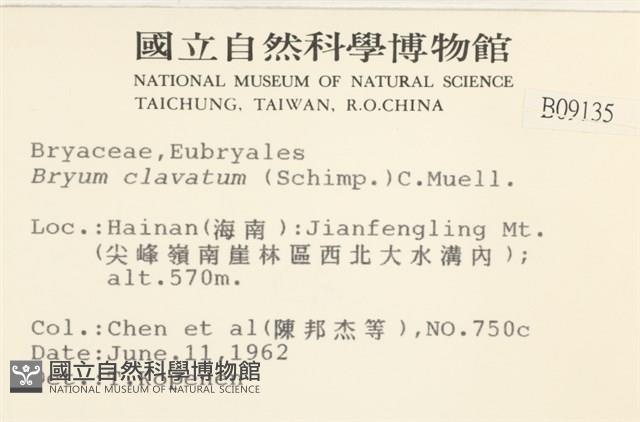 國立自然科學博物館
NATIONAL MUSEUM OF NATURAL SCIENCE
TAICHUNG, TAIWAN, R.O.CHINA
B09135
Bryaceae,Eubryales
Bryum clavatum (Schimp.)C.Muell.
Loc.:Hainan(海南):Jianfengling Mt.
(尖峰嶺南崖林區西北大水溝內);
alt.570m.
Col.:Chen et al(陳邦杰等),NO.750c
Date:June.11,1962
國立自然科學博物館
NATIONAL MUSEUM OF NATURAL SCIENCE